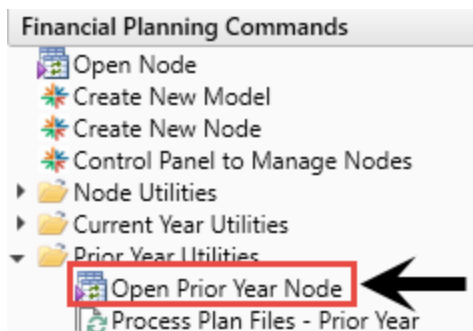 Financial Planning Commands
Open Node
Create New Model
Create New Node
Control Panel to Manage Nodes
Node Utilities
Current Year Utilities
Prior Year Utilities
Open Prior Year Node
Process Plan Files - Prior Year